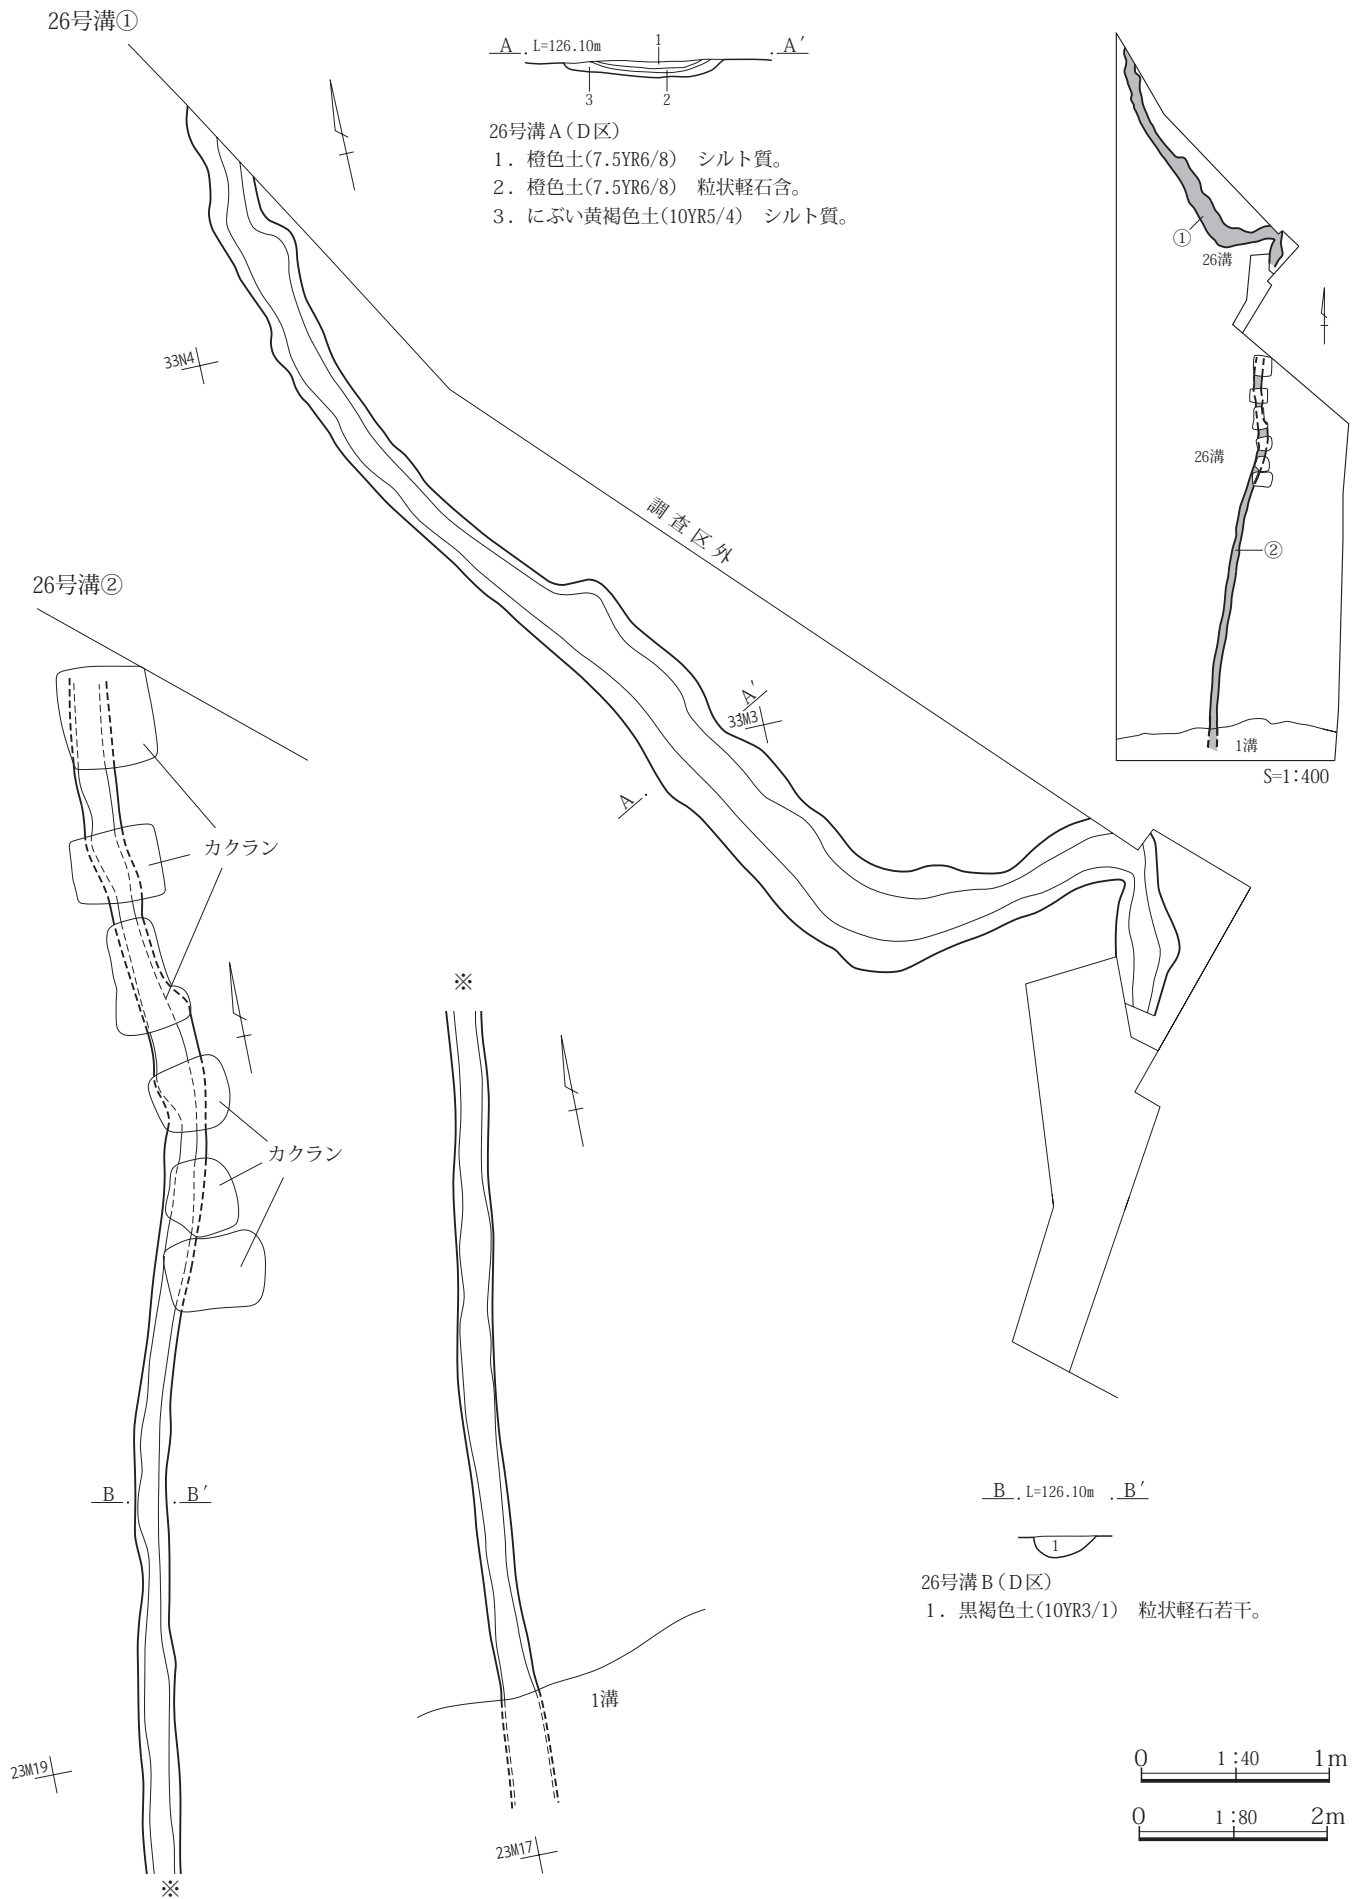 26号溝①
A L=126.10m A′
1
3 2
26号溝A(D区)
1．橙色土(7.5YR6/8)　シルト質。
2．橙色土(7.5YR6/8)　粒状軽石含。
3．にぶい黄褐色土(10YR5/4)　シルト質。
①
26溝
26溝
②
1溝
S=1:400
33N4
調査区外
A′
33M3
A
26号溝②
カクラン
カクラン
B B′
23M19
※
※
1溝
23M17
B L=126.10m B′
1
26号溝B(D区)
1．黒褐色土(10YR3/1)　粒状軽石若干。
0 1:40 1m
0 1:80 2m